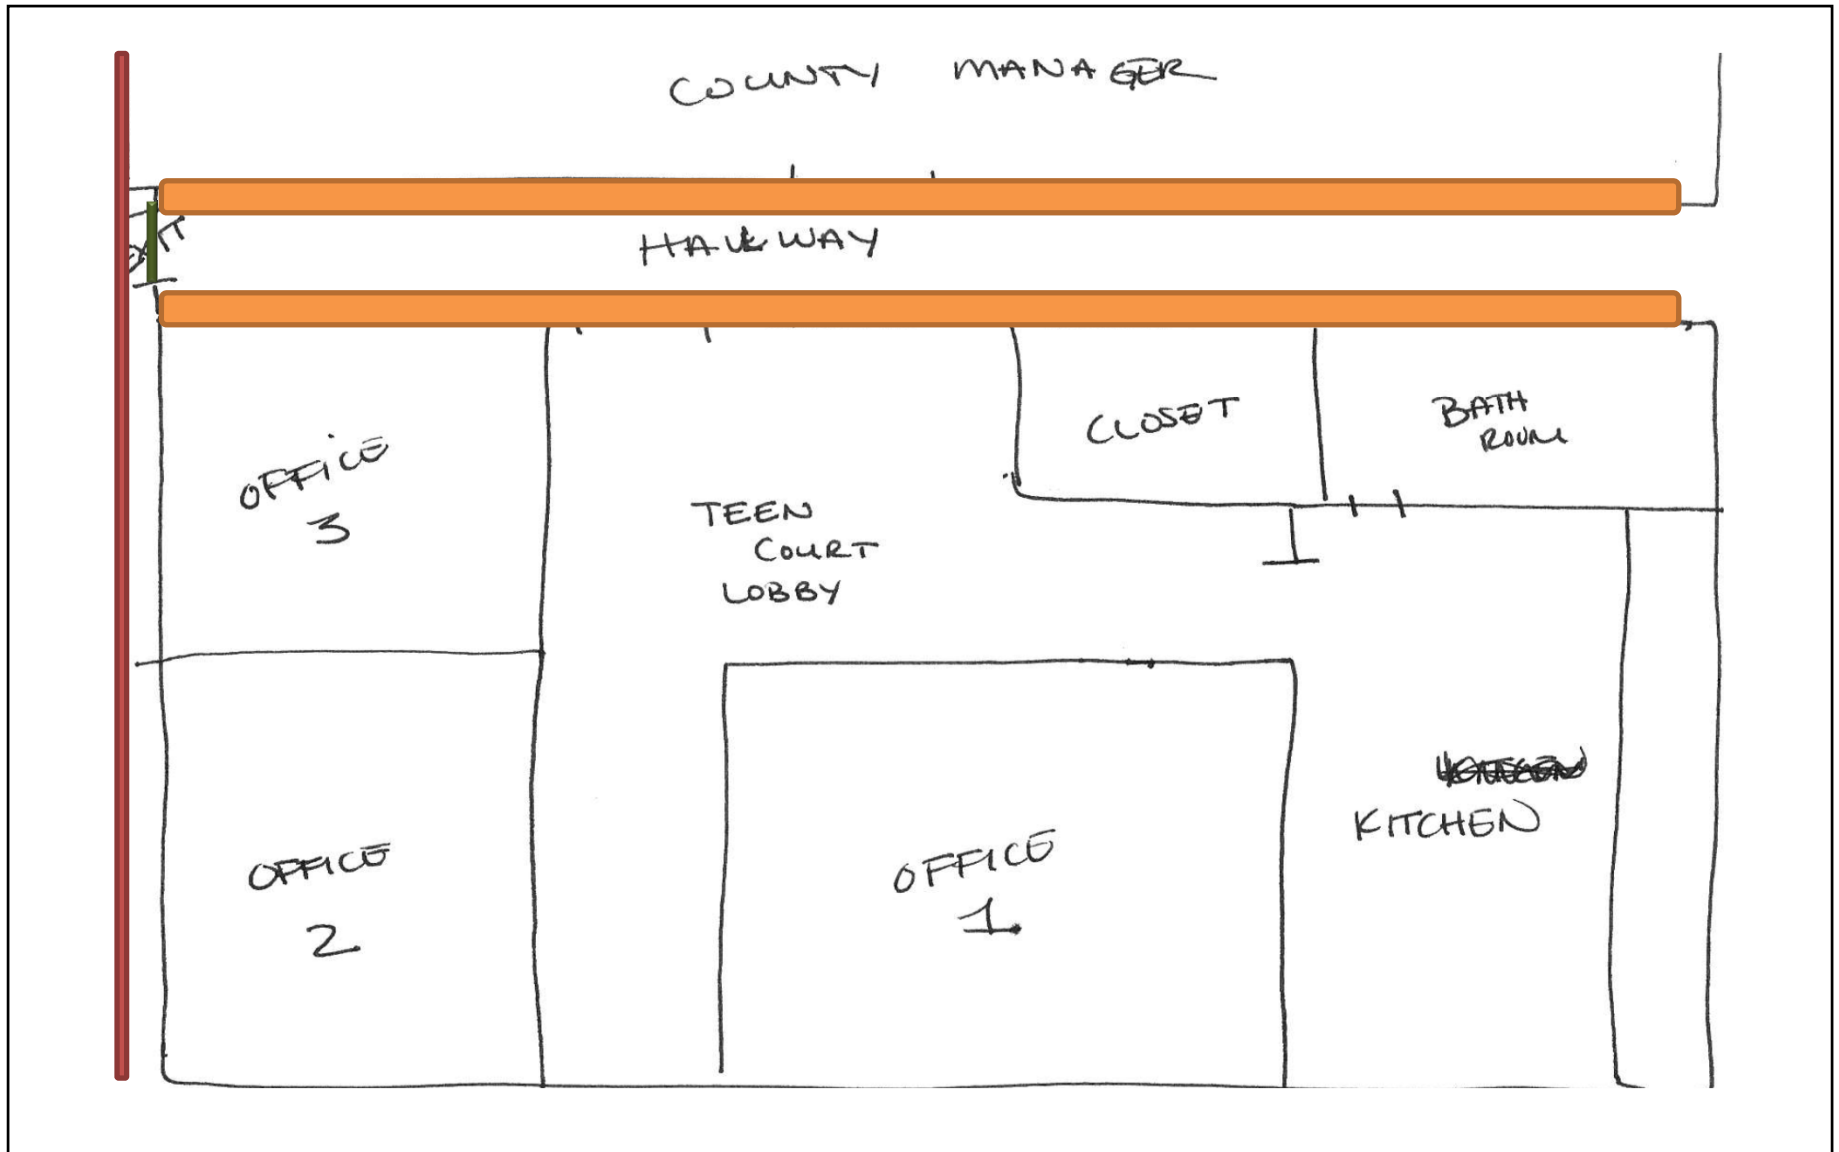 COUNTY MANAGER
EXIT
HALLWAY
OFFICE
3
TEEN
COURT
LOBBY
CLOSET
BATH
ROOM
OFFICE
2
OFFICE
1
KITCHEN